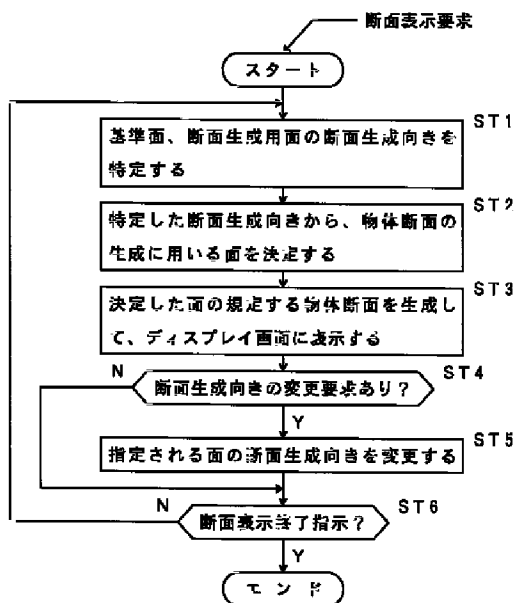 断面表示要求
スタート
ST1
基準面、断面生成用面の断面生成向きを
特定する
ST2
特定した断面生成向きから、物体断面の
生成に用いる面を決定する
ST3
決定した面の規定する物体断面を生成し
て、ディスプレイ画面に表示する
N
ST4
断面生成向きの変更要求あり?
Y
ST5
指定される面の断面生成向きを変更する
N
ST6
断面表示終了指示?
Y
エンド